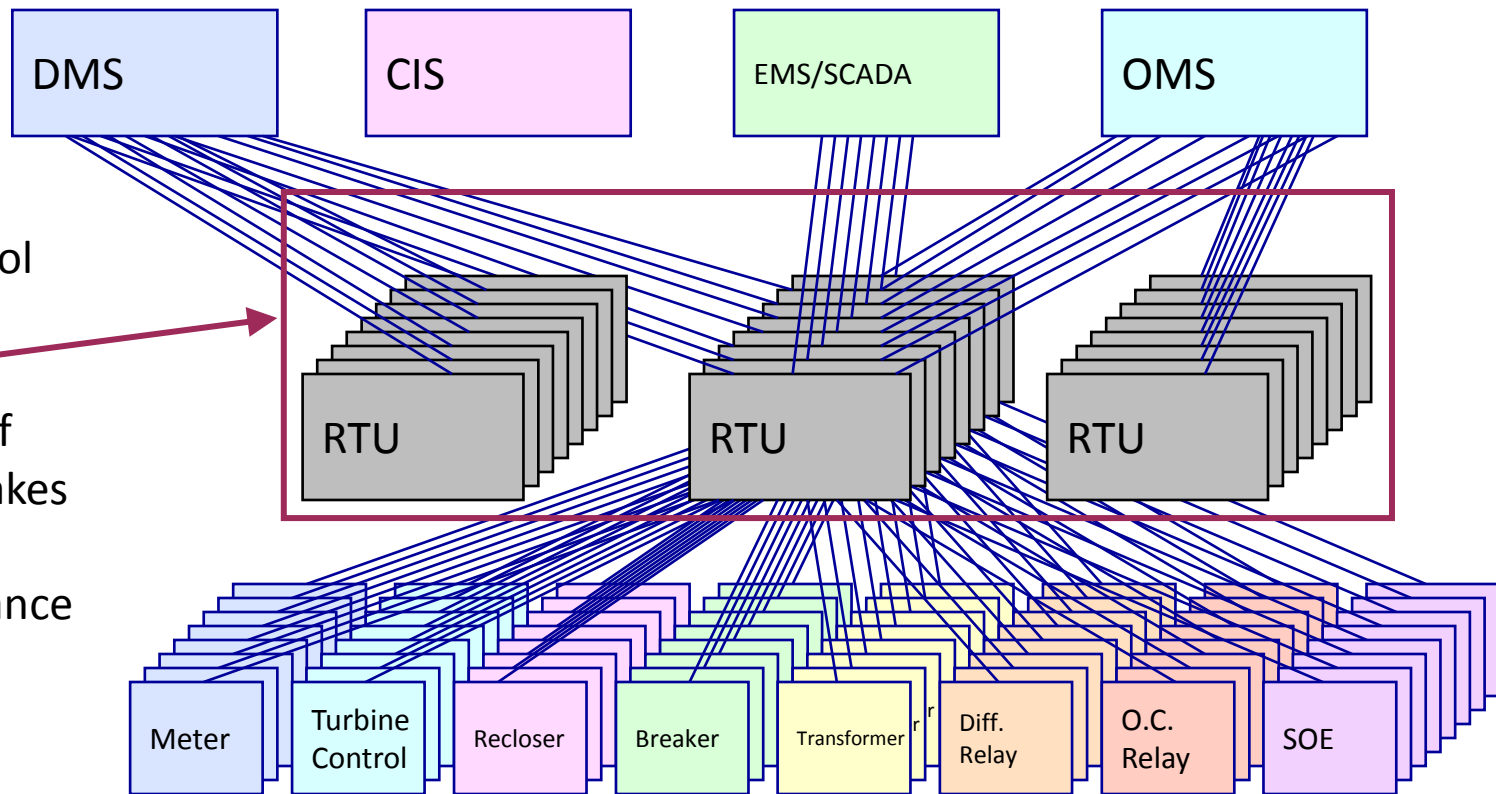 DMS
CIS
EMS/SCADA
OMS
ol
f
akes
ance
RTU
RTU
RTU
Meter
Turbine
Control
Recloser
Breaker
Transformer
r
r
Diff.
Relay
O.C.
Relay
SOE